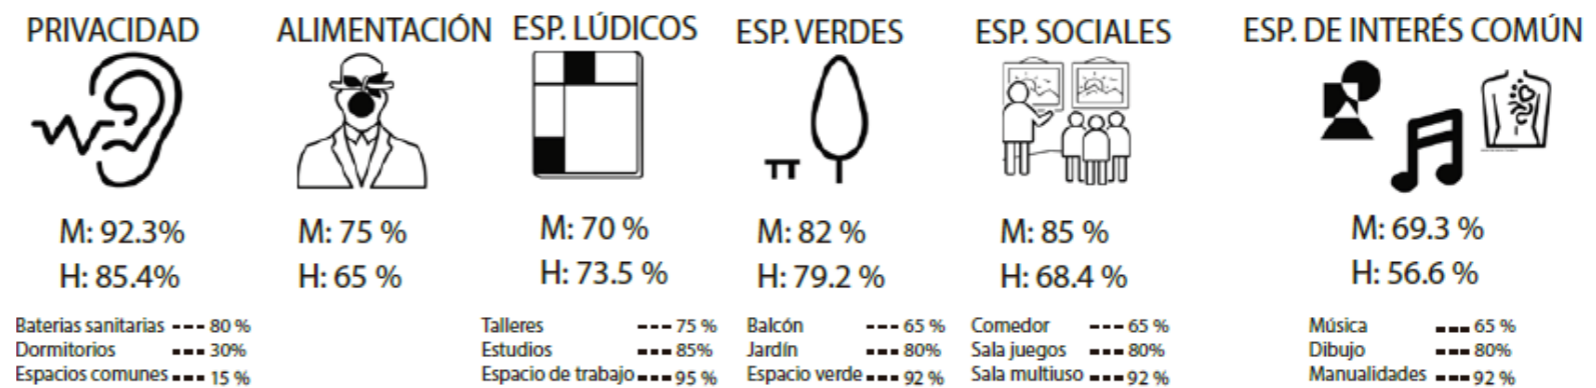 PRIVACIDAD
M: 92.3%
H: 85.4%
Baterias sanitarias --- 80 %
Dormitorios --- 30%
Espacios comunes --- 15 %
ALIMENTACIÓN
M: 75 %
H: 65 %
ESP. LÚDICOS
M: 70 %
H: 73.5 %
Talleres --- 75 %
Estudios --- 85%
Espacio de trabajo --- 95 %
ESP. VERDES
M: 82 %
H: 79.2 %
Balcón --- 65 %
Jardín --- 80%
Espacio verde --- 92 %
ESP. SOCIALES
M: 85 %
H: 68.4 %
Comedor --- 65 %
Sala juegos --- 80%
Sala multiuso --- 92 %
ESP. DE INTERÉS COMÚN
M: 69.3 %
H: 56.6 %
Música --- 65 %
Dibujo --- 80%
Manualidades --- 92 %